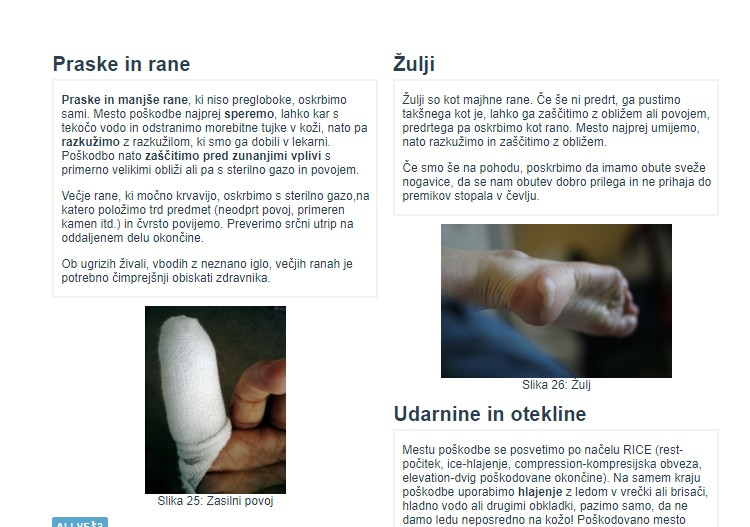 Praske in rane
Praske in manjše rane, ki niso pregloboke, oskrbimo
sami. Mesto poškodbe najprej speremo, lahko kar s
tekočo vodo in odstranimo morebitne tujke v koži, nato pa
razkužimo z razkužilom, ki smo ga dobili v lekarni.
Poškodbo nato zaščitimo pred zunanjimi vplivi s
primerno velikimi obliži ali pa s sterilno gazo in povojem.
Večje rane, ki močno krvavijo, oskrbimo s sterilno gazo,na
katero položimo trd predmet (neodprt povoj, primeren
kamen itd.) in čvrsto povijemo. Preverimo srčni utrip na
oddaljenem delu okončine.
Ob ugrizih živali, vbodih z neznano iglo, večjih ranah je
potrebno čimprejšnji obiskati zdravnika.
Slika 25: Zasilni povoj
ALI VEŠ?
Žulji
Žulji so kot majhne rane. Če še ni predrt, ga pustimo
takšnega kot je, lahko ga zaščitimo z obližem ali povojem,
predrtega pa oskrbimo kot rano. Mesto najprej umijemo,
nato razkužimo in zaščitimo z obližem.
Če smo še na pohodu, poskrbimo da imamo obute sveže
nogavice, da se nam obutev dobro prilega in ne prihaja do
premikov stopala v čevlju.
Slika 26: Žulj
Udarnine in otekline
Mestu poškodbe se posvetimo po načelu RICE (rest-
počitek, ice-hlajenje, compression-kompresijska obveza,
elevation-dvig poškodovane okončine). Na samem kraju
poškodbe uporabimo hlajenje z ledom v vrečki ali brisači,
hladno vodo ali drugimi obkladki, pazimo samo, da ne
damo ledu neposredno na kožo! Poškodovano mesto